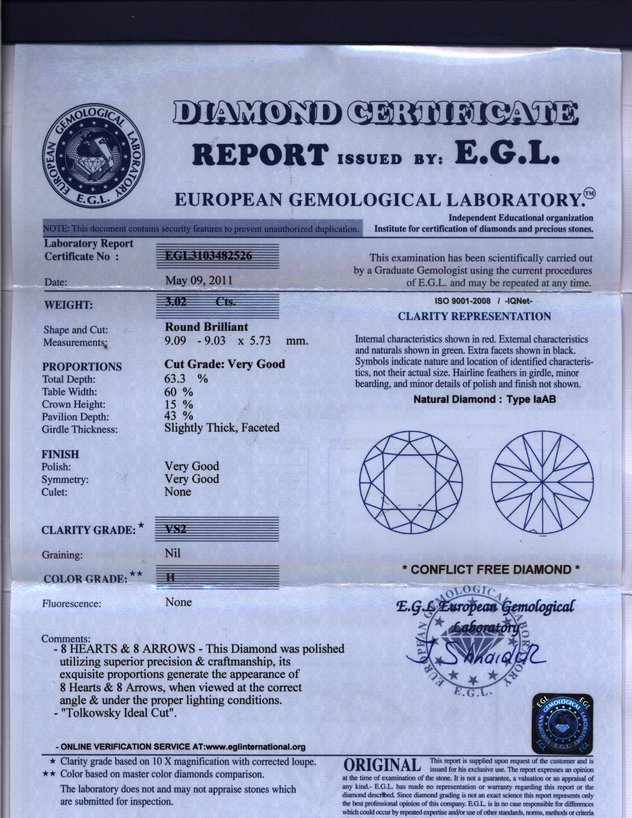 EUROPEAN GEMOLOGICAL LABORATORY
E.G.L.
DIAMOND CERTIFICATE
REPORT ISSUED BY: E.G.L.
EUROPEAN GEMOLOGICAL LABORATORY.™
Independent Educational organization
NOTE: This document contains security features to prevent unauthorized duplication.
Institute for certification of diamonds and precious stones.
Laboratory Report
Certificate No : EGL3103482526
Date: May 09, 2011
WEIGHT: 3.02 Cts.
Shape and Cut: Round Brilliant
Measurements: 9.09 - 9.03 x 5.73 mm.
PROPORTIONS Cut Grade: Very Good
Total Depth: 63.3 %
Table Width: 60 %
Crown Height: 15 %
Pavilion Depth: 43 %
Girdle Thickness: Slightly Thick, Faceted
FINISH
Polish: Very Good
Symmetry: Very Good
Culet: None
CLARITY GRADE: * VS2
Graining: Nil
COLOR GRADE: ** H
Fluorescence: None
Comments:
- 8 HEARTS & 8 ARROWS - This Diamond was polished
utilizing superior precision & craftmanship, its
exquisite proportions generate the appearance of
8 Hearts & 8 Arrows, when viewed at the correct
angle & under the proper lighting conditions.
- "Tolkowsky Ideal Cut".
- ONLINE VERIFICATION SERVICE AT:www.eglinternational.org
* Clarity grade based on 10 X magnification with corrected loupe.
** Color based on master color diamonds comparison.
The laboratory does not and may not appraise stones which
are submitted for inspection.
This examination has been scientifically carried out
by a Graduate Gemologist using the current procedures
of E.G.L. and may be repeated at any time.
ISO 9001-2008 / -IQNet-
CLARITY REPRESENTATION
Internal characteristics shown in red. External characteristics
and naturals shown in green. Extra facets shown in black.
Symbols indicate nature and location of identified characteris-
tics, not their actual size. Hairline feathers in girdle, minor
bearding, and minor details of polish and finish not shown.
Natural Diamond : Type IaAB
* CONFLICT FREE DIAMOND *
E.G.L European Gemological
Laboratory
EUROPEAN GEMOLOGICAL LABORATORY
E.G.L.
EGL EGL
EGL EGL
ORIGINAL This report is supplied upon request of the customer and is
issued for his exclusive use. The report expresses an opinion
at the time of examination of the stone. It is not a guarantee, a valuation or an appraisal of
any kind.- E.G.L. has made no representation or warranty regarding this report or the
diamond described. Since diamond grading is not an exact science this report represents only
the best professional opinion of this company. E.G.L. is in no case responsible for differences
which could occur by repeated expertise and/or use of other standards, norms, methods or criteria